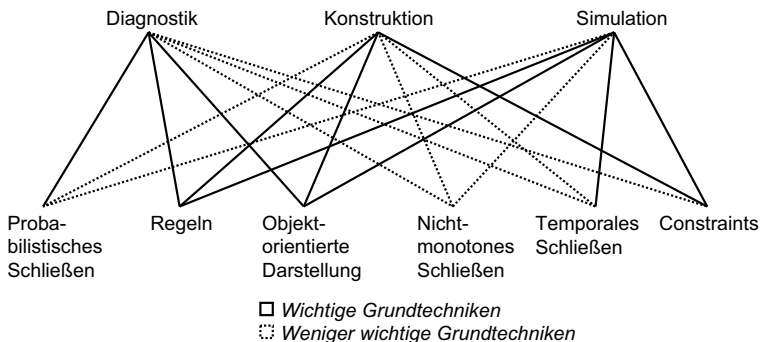 Diagnostik Konstruktion Simulation
Proba-
bilistisches
Schließen
Regeln
Objekt-
orientierte
Darstellung
Nicht-
monotones
Schließen
Temporales
Schließen
Constraints
Wichtige Grundtechniken
Weniger wichtige Grundtechniken